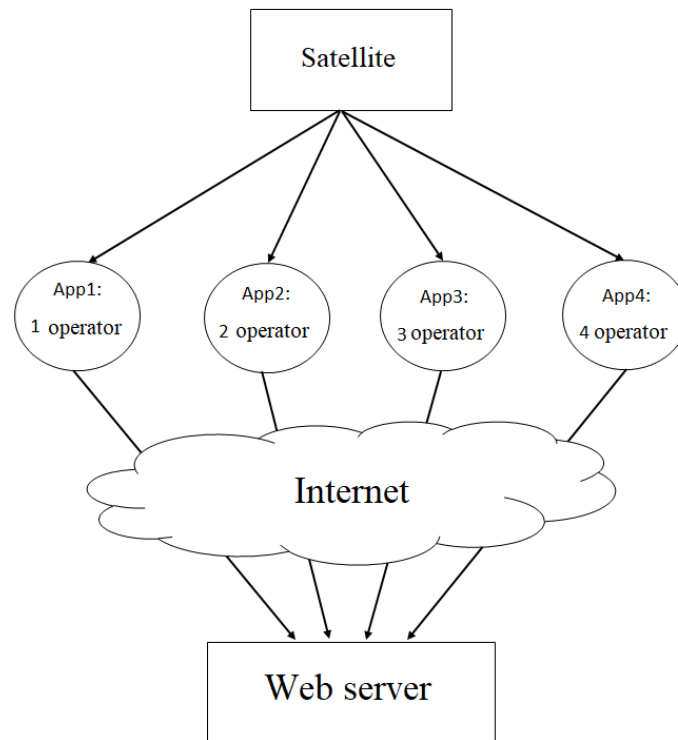 Satellite
App1:
1 operator
App2:
2 operator
App3:
3 operator
App4:
4 operator
Internet
Web server